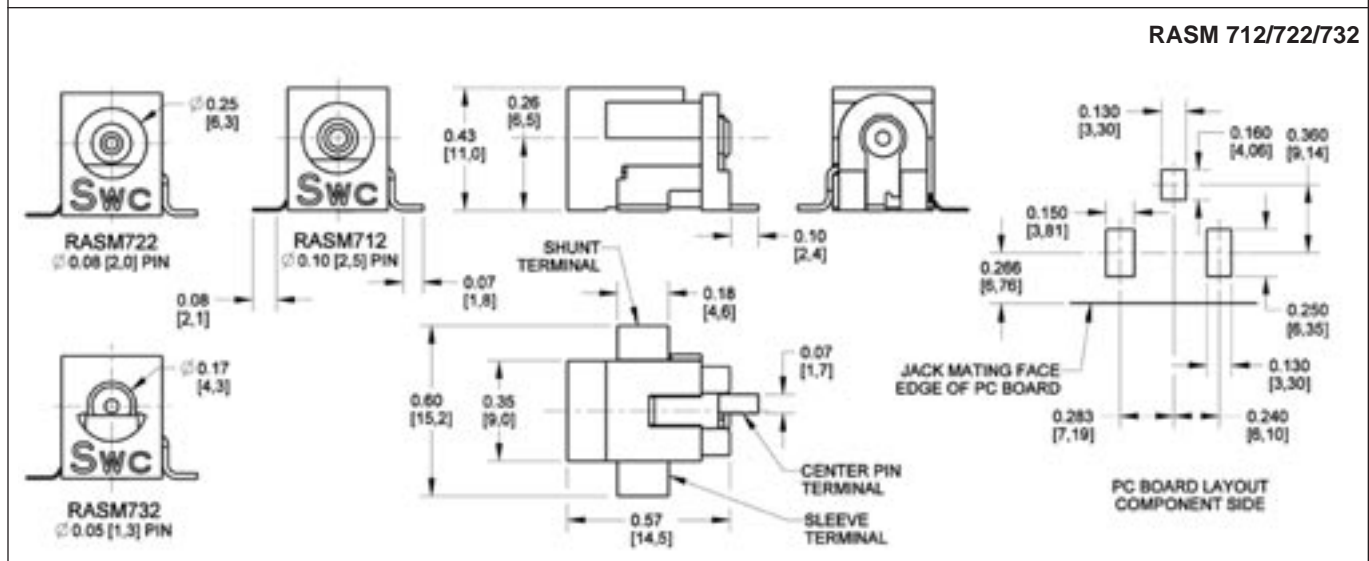 RASM 712/722/732
Ø 0.25
[6,3]
SWC
RASM722
Ø 0.08 [2,0] PIN
SWC
RASM712
Ø 0.10 [2,5] PIN
0.08
[2,1]
0.07
[1,8]
0.43
[11,0]
0.26
[6,5]
0.10
[2,4]
0.130
[3,30]
0.160
[4,06]
0.360
[9,14]
0.150
[3,81]
0.266
[6,76]
0.250
[6,35]
0.130
[3,30]
JACK MATING FACE
EDGE OF PC BOARD
0.283
[7,19]
0.240
[6,10]
PC BOARD LAYOUT
COMPONENT SIDE
Ø 0.17
[4,3]
SWC
RASM732
Ø 0.05 [1,3] PIN
SHUNT
TERMINAL
0.18
[4,6]
0.07
[1,7]
0.60
[15,2]
0.35
[9,0]
CENTER PIN
TERMINAL
0.57
[14,5]
SLEEVE
TERMINAL